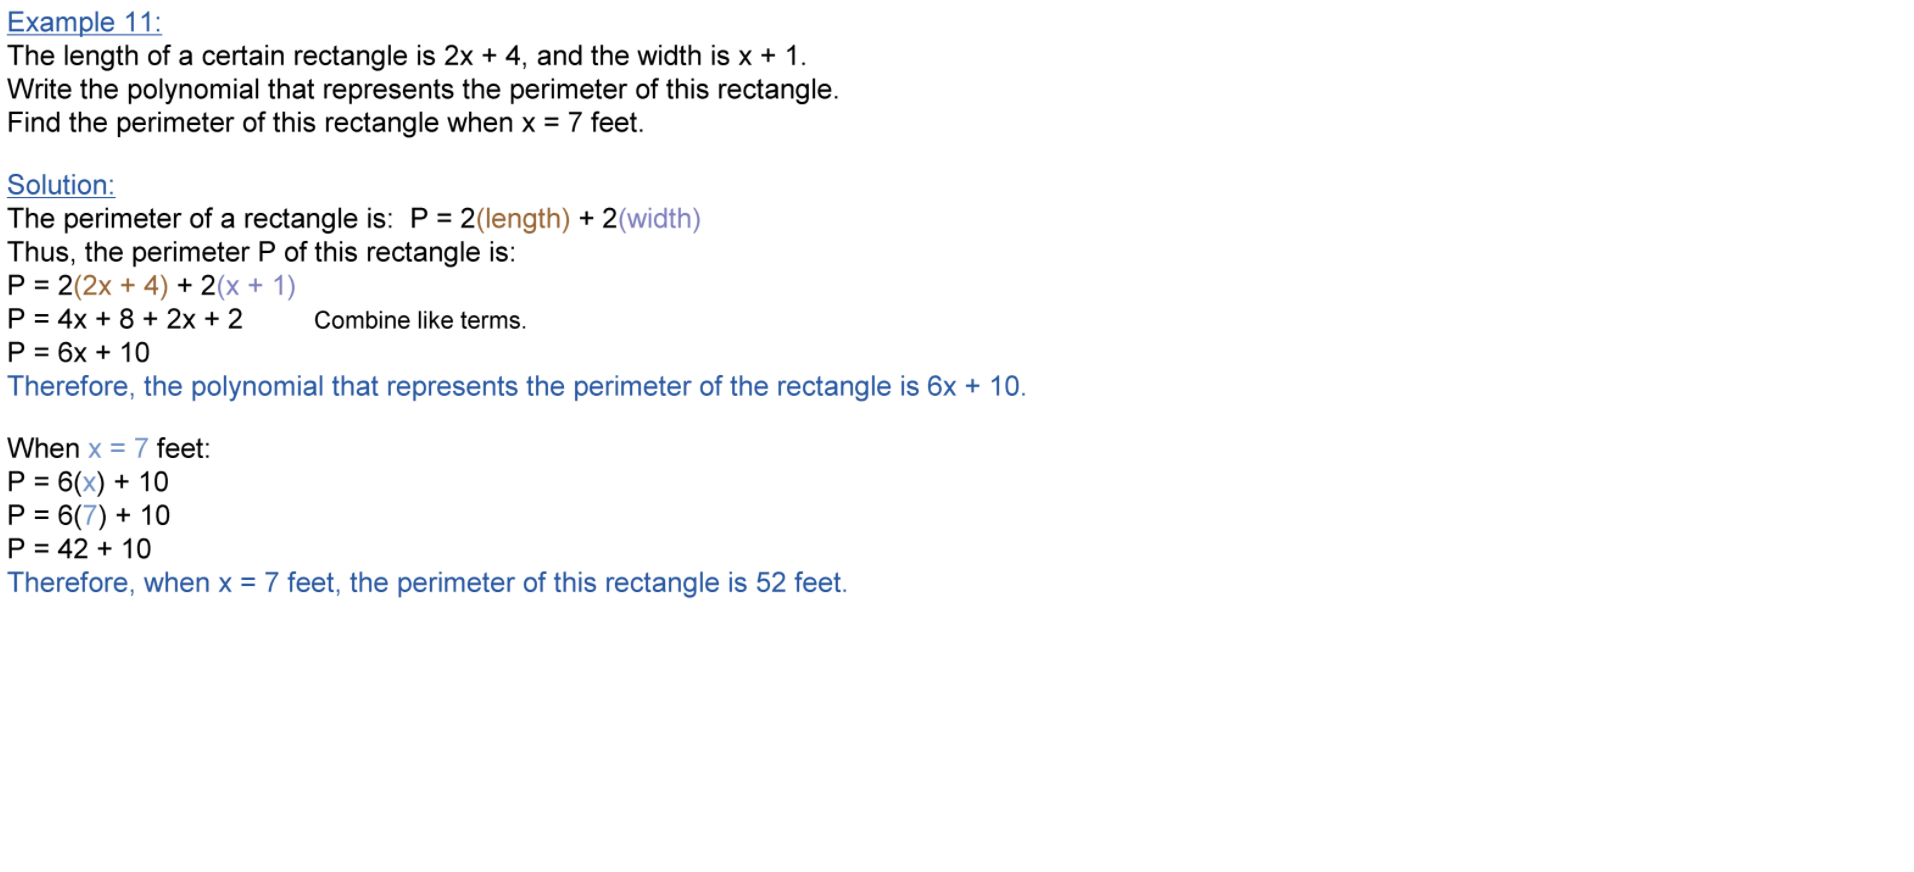 Example 11:
The length of a certain rectangle is 2x + 4, and the width is x + 1.
Write the polynomial that represents the perimeter of this rectangle.
Find the perimeter of this rectangle when x = 7 feet.
Solution:
The perimeter of a rectangle is:  P = 2(length) + 2(width)
Thus, the perimeter P of this rectangle is:
P = 2(2x + 4) + 2(x + 1)
P = 4x + 8 + 2x + 2 Combine like terms.
P = 6x + 10
Therefore, the polynomial that represents the perimeter of the rectangle is 6x + 10.
When x = 7 feet:
P = 6(x) + 10
P = 6(7) + 10
P = 42 + 10
Therefore, when x = 7 feet, the perimeter of this rectangle is 52 feet.